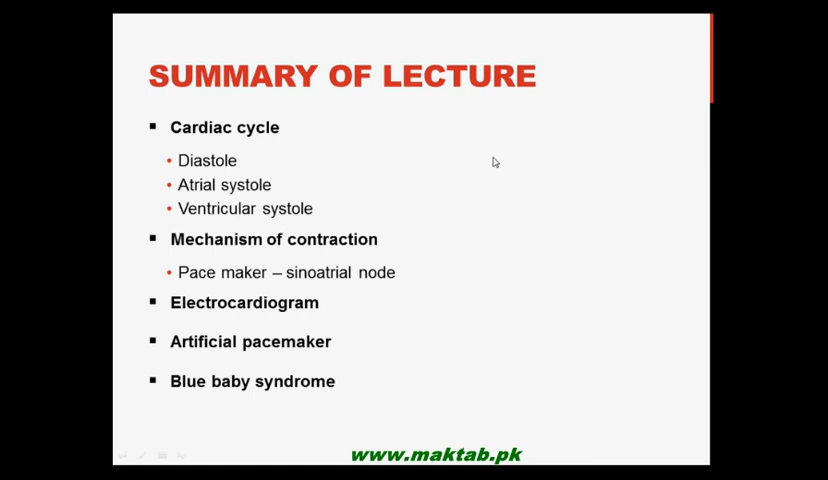 SUMMARY OF LECTURE
Cardiac cycle
Diastole
Atrial systole
Ventricular systole
Mechanism of contraction
Pace maker – sinoatrial node
Electrocardiogram
Artificial pacemaker
Blue baby syndrome
www.maktab.pk